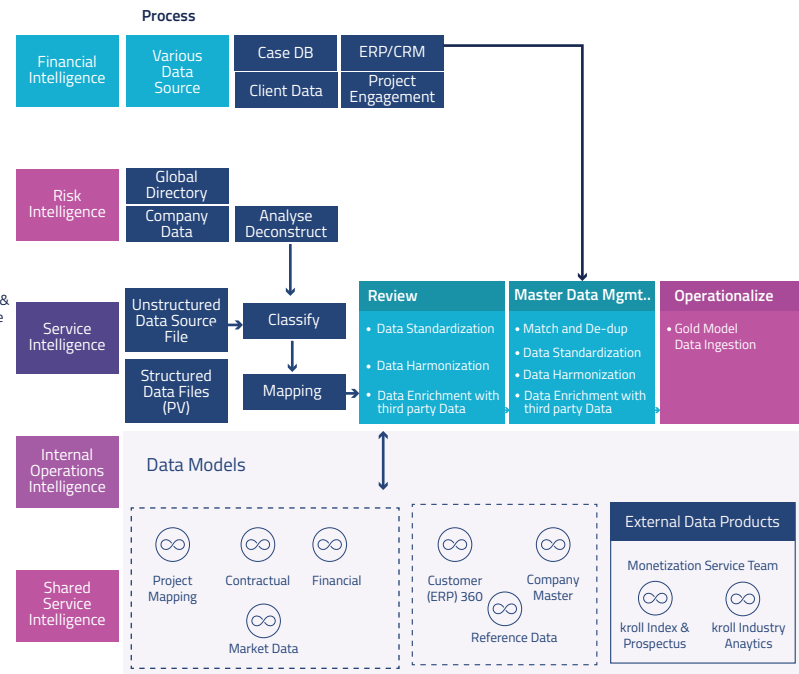 Process
Financial
Intelligence
Various
Data
Source
Case DB
ERP/CRM
Client Data
Project
Engagement
Risk
Intelligence
Global
Directory
Company
Data
Analyse
Deconstruct
&
e
Service
Intelligence
Unstructured
Data Source
File
Classify
Structured
Data Files
(PV)
Mapping
Review
• Data Standardization
• Data Harmonization
• Data Enrichment with
third party Data
Master Data Mgmt..
• Match and De-dup
• Data Standardization
• Data Harmonization
• Data Enrichment with
third party Data
Operationalize
• Gold Model
Data Ingestion
Internal
Operations
Intelligence
Shared
Service
Intelligence
Data Models
Project
Mapping
Contractual
Financial
Market Data
Customer
(ERP) 360
Company
Master
Reference Data
External Data Products
Monetization Service Team
kroll Index &
Prospectus
kroll Industry
Anaytics